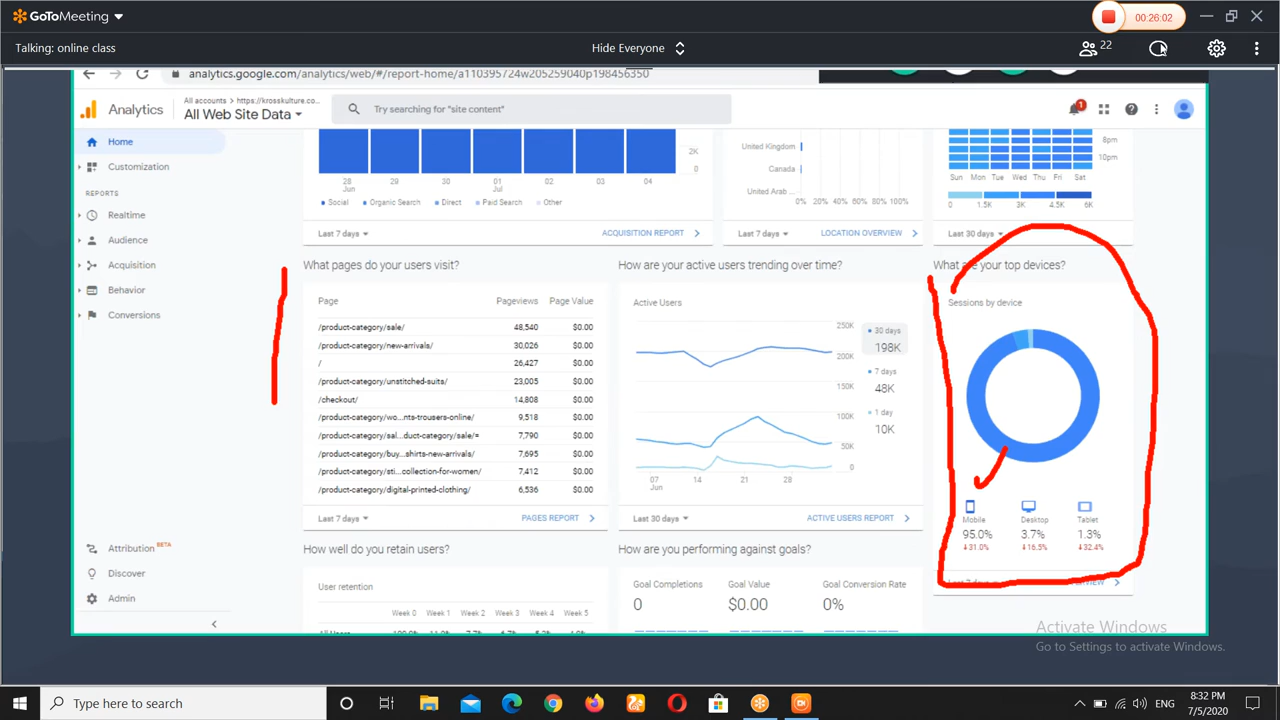 GoToMeeting
00:26:02
Talking: online class
Hide Everyone
22
analytics.google.com/analytics/web/#/report-home/a110395724w205259040p198456350
Analytics
All accounts > https://krosskulture.co...
All Web Site Data
Try searching for "site content"
1
Home
Customization
REPORTS
Realtime
Audience
Acquisition
Behavior
Conversions
Attribution BETA
Discover
Admin
2K
0
28 29 30 01 02 03 04
Jun Jul
Social Organic Search Direct Paid Search Other
Last 7 days
ACQUISITION REPORT
United Kingdom
Canada
United Arab ...
0% 20% 40% 60% 80% 100%
Last 7 days
LOCATION OVERVIEW
8pm
10pm
Sun Mon Tue Wed Thu Fri Sat
0 1.5K 3K 4.5K 6K
Last 30 days
What pages do your users visit?
Page Pageviews Page Value
/product-category/sale/ 48,540 $0.00
/product-category/new-arrivals/ 30,026 $0.00
/ 26,427 $0.00
/product-category/unstitched-suits/ 23,005 $0.00
/checkout/ 14,808 $0.00
/product-category/wo...nts-trousers-online/ 9,518 $0.00
/product-category/sal...duct-category/sale/= 7,790 $0.00
/product-category/buy...shirts-new-arrivals/ 7,695 $0.00
/product-category/sti...collection-for-women/ 7,412 $0.00
/product-category/digital-printed-clothing/ 6,536 $0.00
Last 7 days
PAGES REPORT
How are your active users trending over time?
Active Users
250K
200K
150K
100K
50K
0
07 14 21 28
Jun
30 days
198K
7 days
48K
1 day
10K
Last 30 days
ACTIVE USERS REPORT
What are your top devices?
Sessions by device
Mobile Desktop Tablet
95.0% 3.7% 1.3%
31.0% 16.5% 32.4%
Last 7 days
How well do you retain users?
User retention
Week 0 Week 1 Week 2 Week 3 Week 4 Week 5
How are you performing against goals?
Goal Completions Goal Value Goal Conversion Rate
0 $0.00 0%
Activate Windows
Go to Settings to activate Windows.
Type here to search
ENG
8:32 PM
7/5/2020